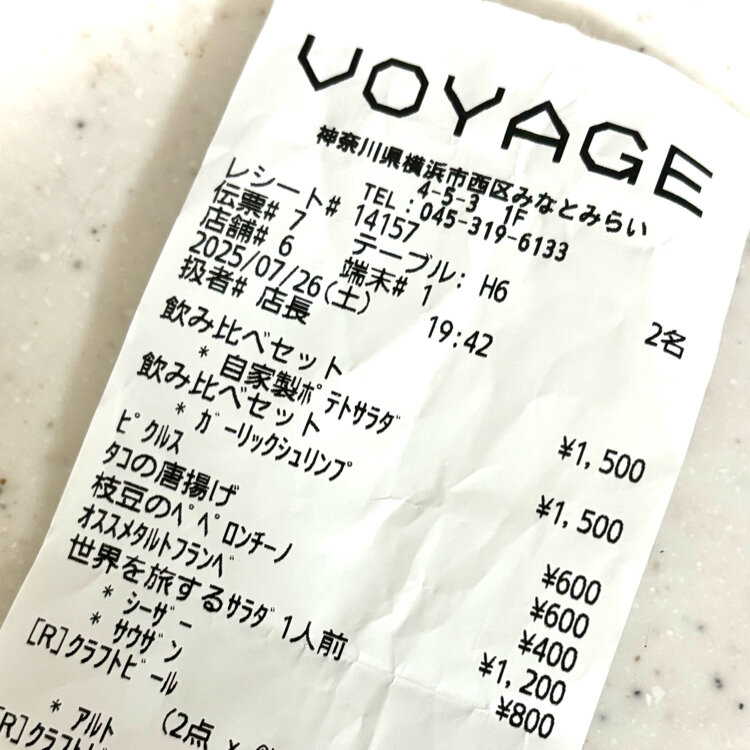 VOYAGE
神奈川県横浜市西区みなとみらい
4-5-3 1F
TEL:045-319-6133
レシート# 14157
伝票# 7 テーブル: H6 2名
店舗# 6 端末# 1
2025/07/26(土) 19:42
扱者# 店長
飲み比べセット ¥1,500
* 自家製ﾎﾟﾃﾄｻﾗﾀﾞ
飲み比べセット ¥1,500
* ｶﾞｰﾘｯｸｼｭﾘﾝﾌﾟ
ﾋﾟｸﾙｽ ¥600
ﾀｺの唐揚げ ¥600
枝豆のﾍﾟﾍﾟﾛﾝﾁｰﾉ ¥400
ｵｽｽﾒﾀﾙﾄﾌﾗﾝﾍﾞ ¥1,200
世界を旅するｻﾗﾀﾞ1人前 ¥800
* ｼｰｻﾞｰ
* ｻｳｻﾞﾝ
[R]ｸﾗﾌﾄﾋﾞｰﾙ
(2点 x
* ｱﾙﾄ
[R]ｸﾗﾌﾄ